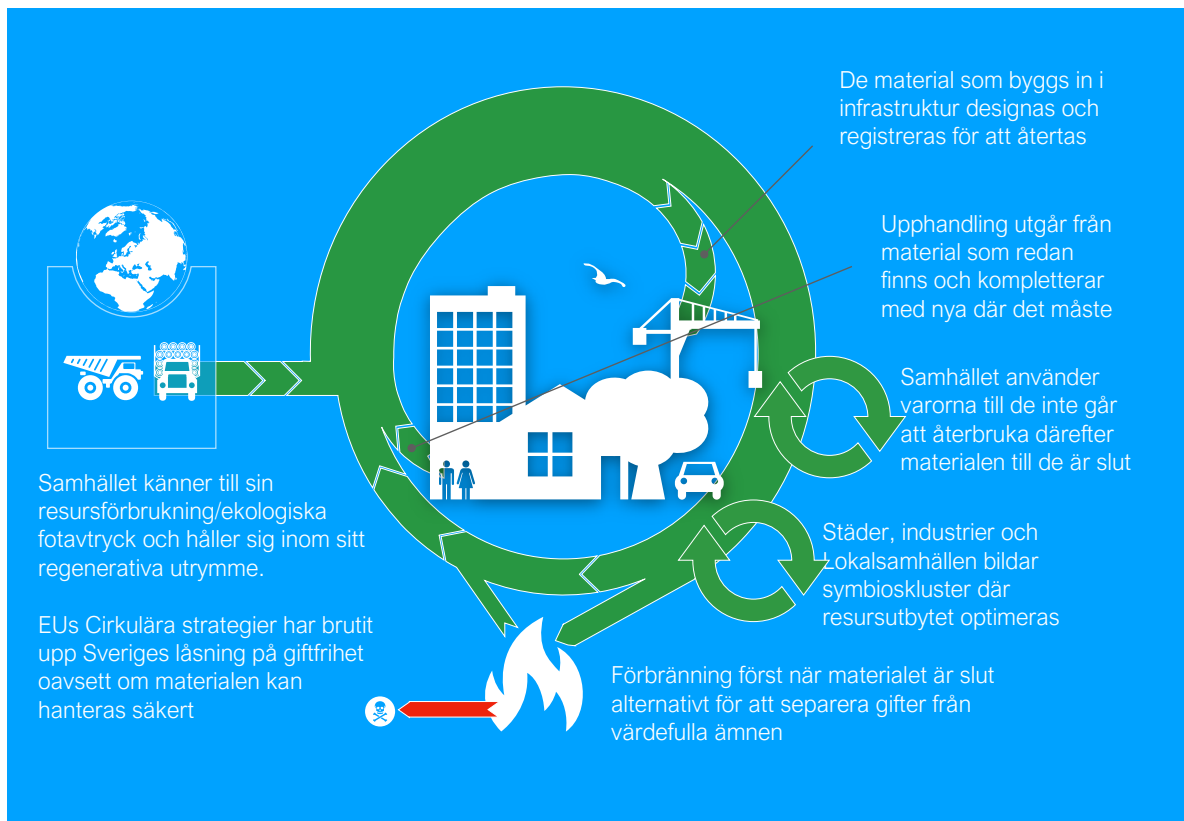 De material som byggs in i
infrastruktur designas och
registreras för att återtas
Upphandling utgår från
material som redan
finns och kompletterar
med nya där det måste
Samhället använder
varorna till de inte går
att återbruka därefter
materialen till de är slut
Samhället känner till sin
resursförbrukning/ekologiska
fotavtryck och håller sig inom sitt
regenerativa utrymme.
EUs Cirkulära strategier har brutit
upp Sveriges låsning på giftfrihet
oavsett om materialen kan
hanteras säkert
Städer, industrier och
Lokalsamhällen bildar
symbioskluster där
resursutbytet optimeras
Förbränning först när materialet är slut
alternativt för att separera gifter från
värdefulla ämnen